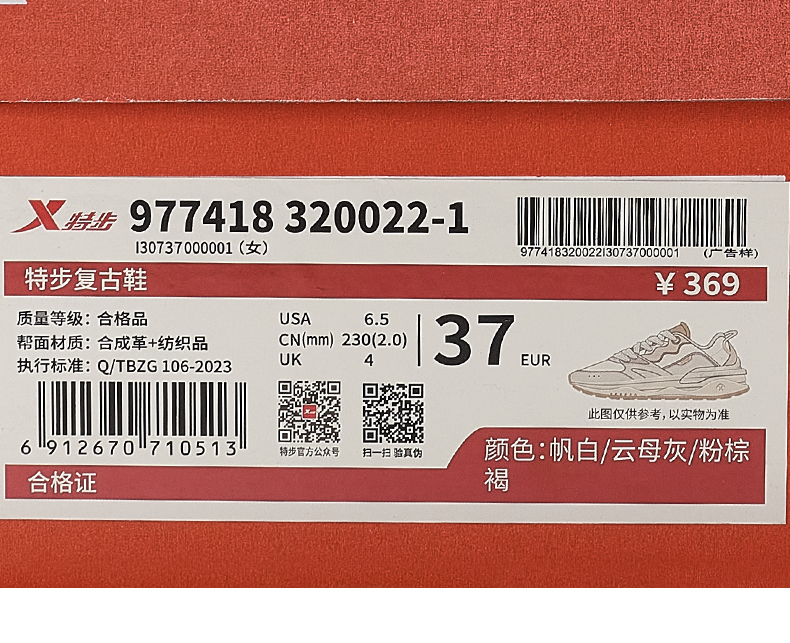 X 特步 977418 320022-1
I30737000001 (女)
977418320022I30737000001 (广告样)
特步复古鞋 ¥ 369
质量等级：合格品
帮面材质：合成革+纺织品
执行标准：Q/TBZG 106-2023
6 912670 710513
USA 6.5
CN(mm) 230(2.0)
UK 4
37 EUR
特步官方公众号
扫一扫 验真伪
此图仅供参考，以实物为准
颜色：帆白/云母灰/粉棕
褐
合格证